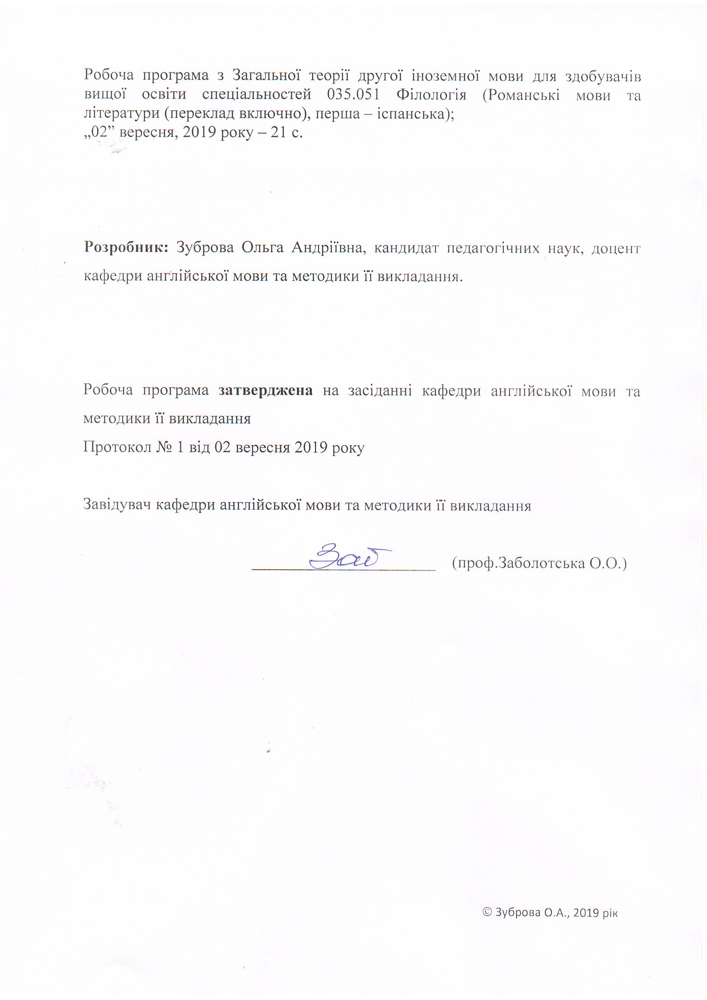 Робоча програма з Загальної теорії другої іноземної мови для здобувачів
вищої освіти спеціальностей 035.051 Філологія (Романські мови та
літератури (переклад включно), перша – іспанська);
„02” вересня, 2019 року – 21 с.
Розробник: Зуброва Ольга Андріївна, кандидат педагогічних наук, доцент
кафедри англійської мови та методики її викладання.
Робоча програма затверджена на засіданні кафедри англійської мови та
методики її викладання
Протокол № 1 від 02 вересня 2019 року
Завідувач кафедри англійської мови та методики її викладання
Заб (проф.Заболотська О.О.)
© Зуброва О.А., 2019 рік